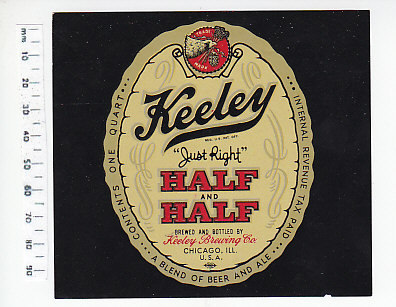 TRADE
MARK
Keeley
REG. U.S. PAT. OFF.
"Just Right"
HALF
AND
HALF
BREWED AND BOTTLED BY
Keeley Brewing Co.
CHICAGO, ILL.
U.S.A.
CONTENTS ONE QUART
A BLEND OF BEER AND ALE
INTERNAL REVENUE TAX PAID
mm
10
20
30
40
50
60
70
80
90